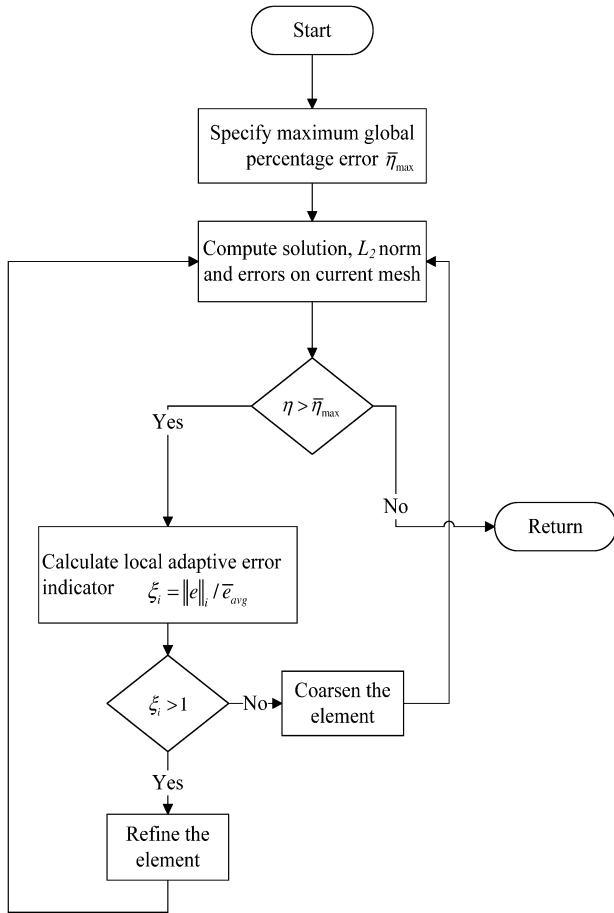 Start
Specify maximum global
percentage error η̅max
Compute solution, L2 norm
and errors on current mesh
η > η̅max
Yes
No
Return
Calculate local adaptive error
indicator ξi = ‖e‖i / e̅avg
ξi >1
No
Coarsen the
element
Yes
Refine the
element